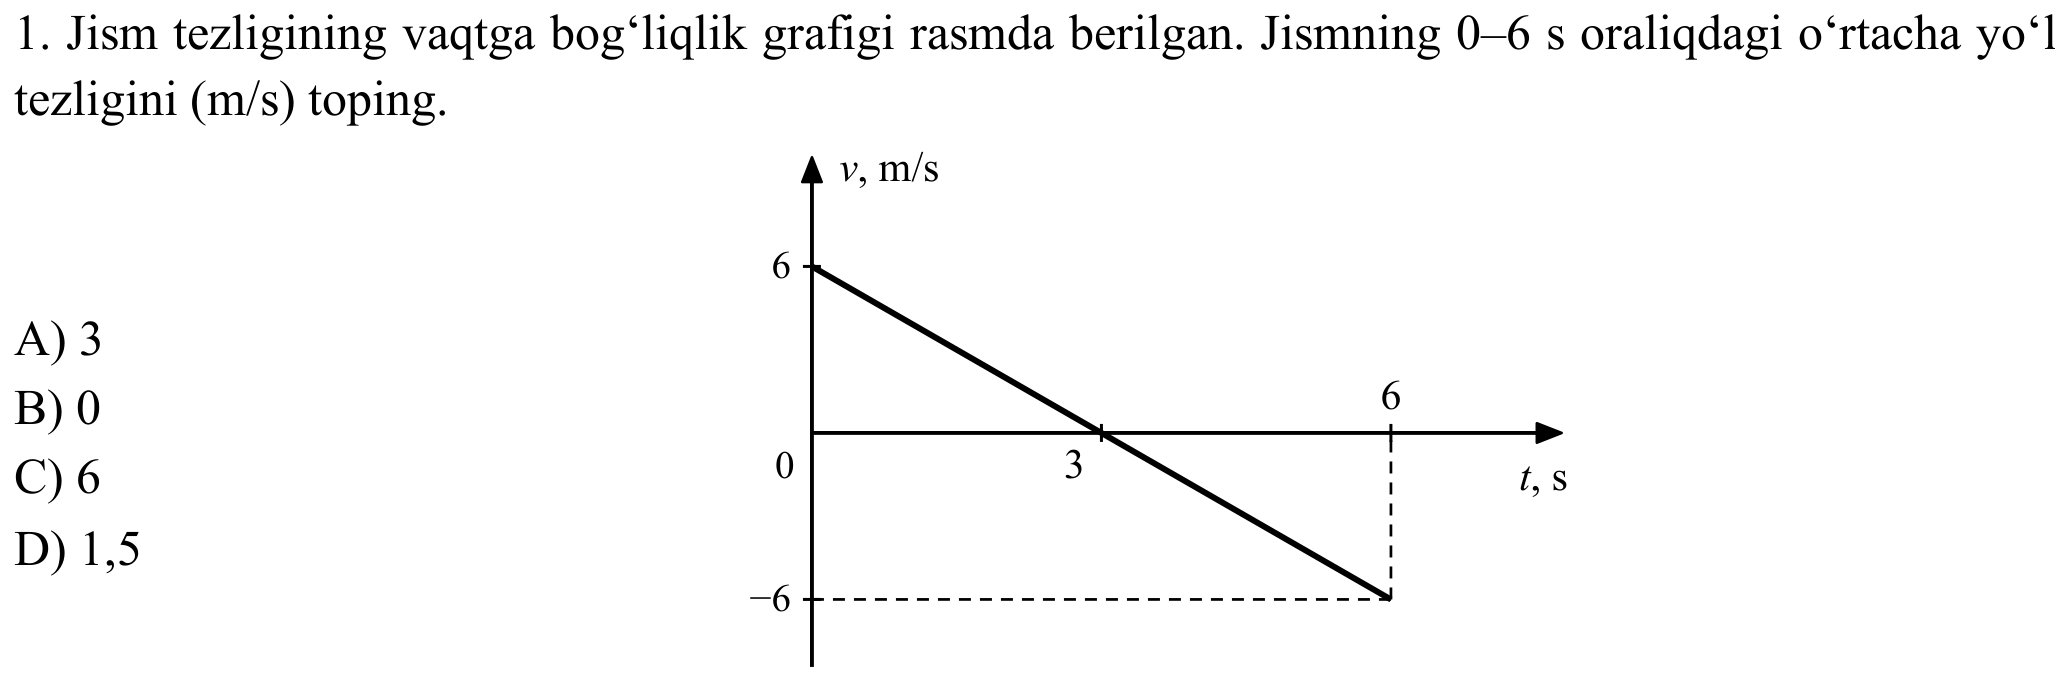 1. Jism tezligining vaqtga bog‘liqlik grafigi rasmda berilgan. Jismning 0–6 s oraliqdagi o‘rtacha yo‘l
tezligini (m/s) toping.
v, m/s
6
A) 3
B) 0
C) 6
D) 1,5
6
0
3
t, s
−6